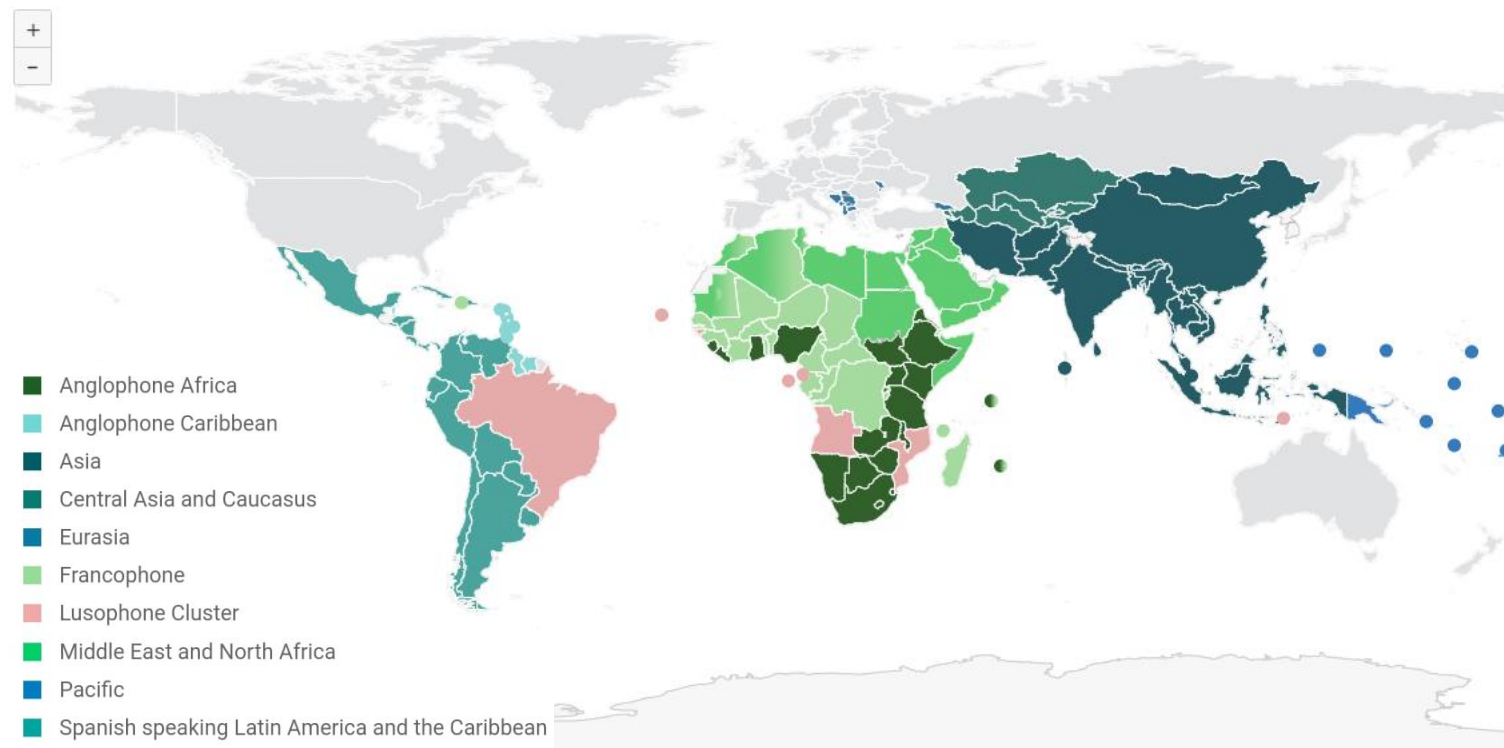 +
−
Anglophone Africa
Anglophone Caribbean
Asia
Central Asia and Caucasus
Eurasia
Francophone
Lusophone Cluster
Middle East and North Africa
Pacific
Spanish speaking Latin America and the Caribbean